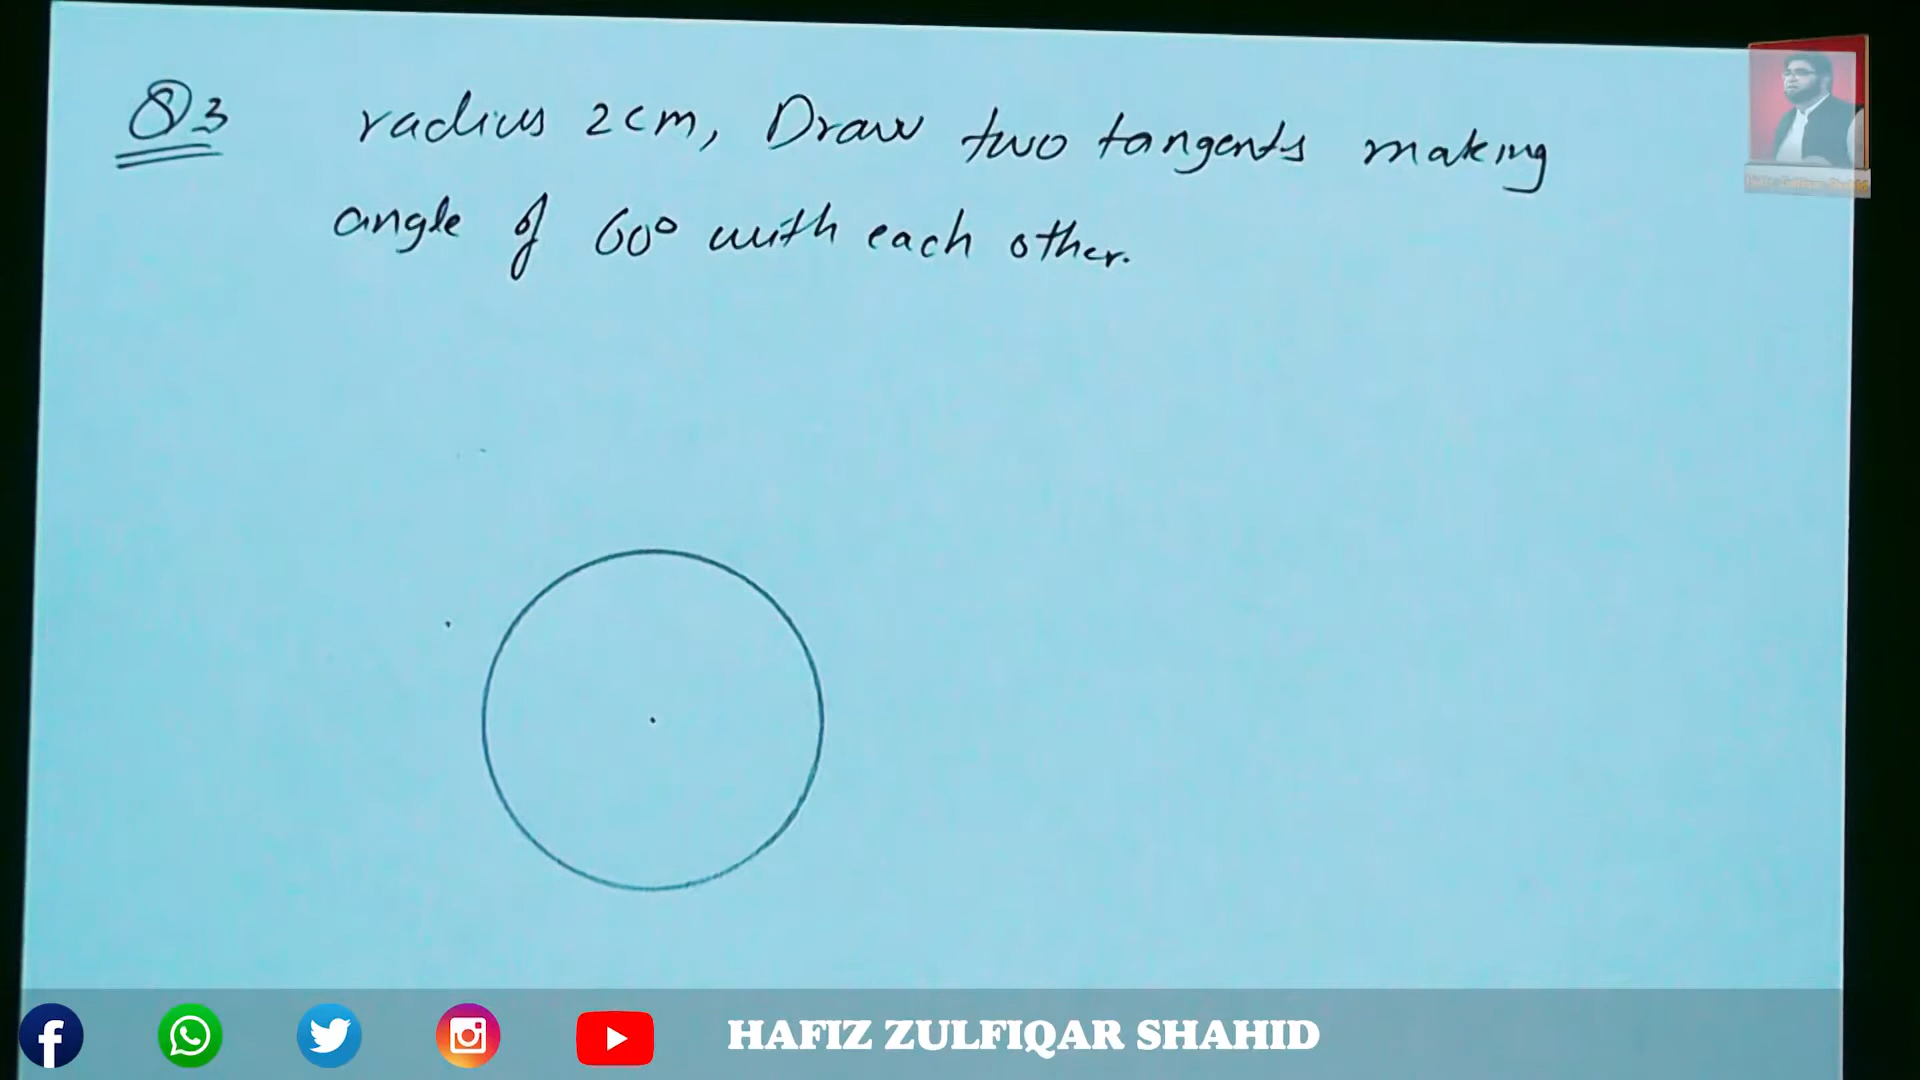 Q3 radius 2cm, Draw two tangents making
angle of 60° with each other.
HAFIZ ZULFIQAR SHAHID